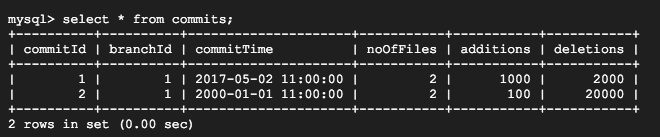 mysql> select * from commits;
+----------+----------+---------------------+-----------+-----------+-----------+
| commitId | branchId | commitTime          | noOfFiles | additions | deletions |
+----------+----------+---------------------+-----------+-----------+-----------+
|        1 |        1 | 2017-05-02 11:00:00 |         2 |      1000 |      2000 |
|        2 |        1 | 2000-01-01 11:00:00 |         2 |       100 |     20000 |
+----------+----------+---------------------+-----------+-----------+-----------+
2 rows in set (0.00 sec)